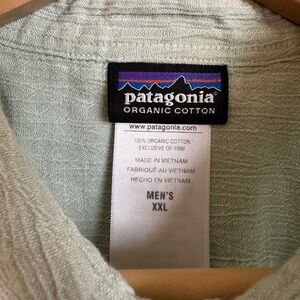 patagonia®
ORGANIC COTTON
www.patagonia.com
100% ORGANIC COTTON
EXCLUSIVE OF TRIM
MADE IN VIETNAM
FABRIQUÉ AU VIETNAM
HECHO EN VIETNAM
MEN'S
XXL